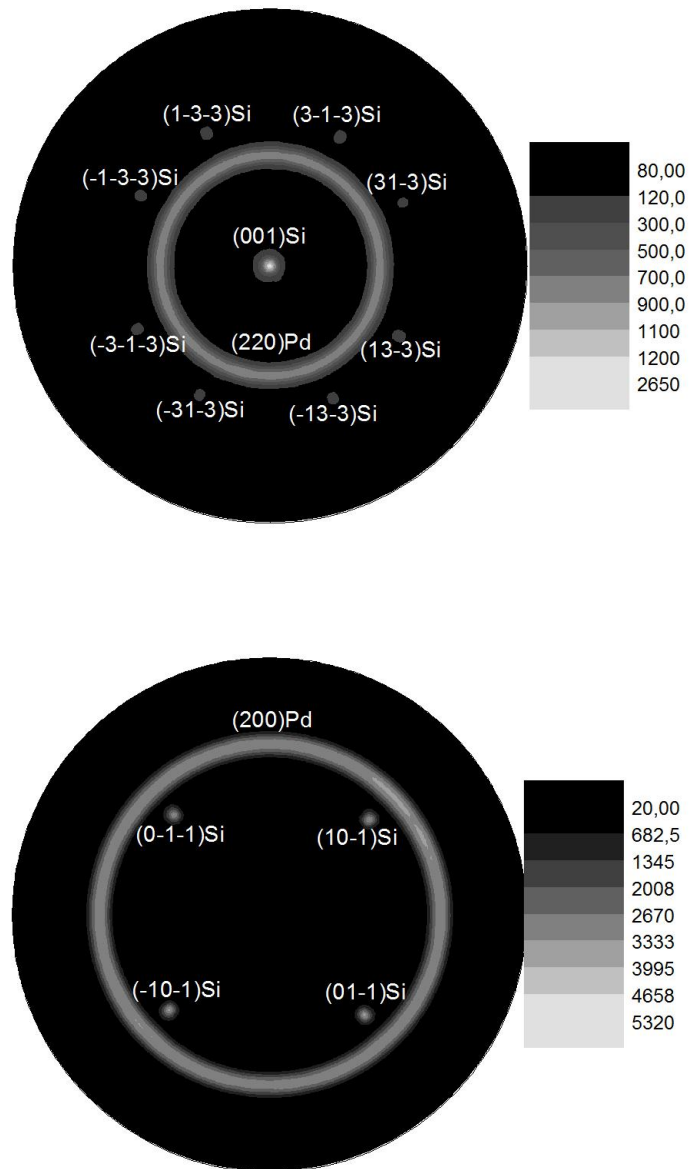 (1-3-3)Si (3-1-3)Si
(-1-3-3)Si (31-3)Si
(001)Si
(-3-1-3)Si (220)Pd (13-3)Si
(-31-3)Si (-13-3)Si
80,00
120,0
300,0
500,0
700,0
900,0
1100
1200
2650
(200)Pd
(0-1-1)Si (10-1)Si
(-10-1)Si (01-1)Si
20,00
682,5
1345
2008
2670
3333
3995
4658
5320